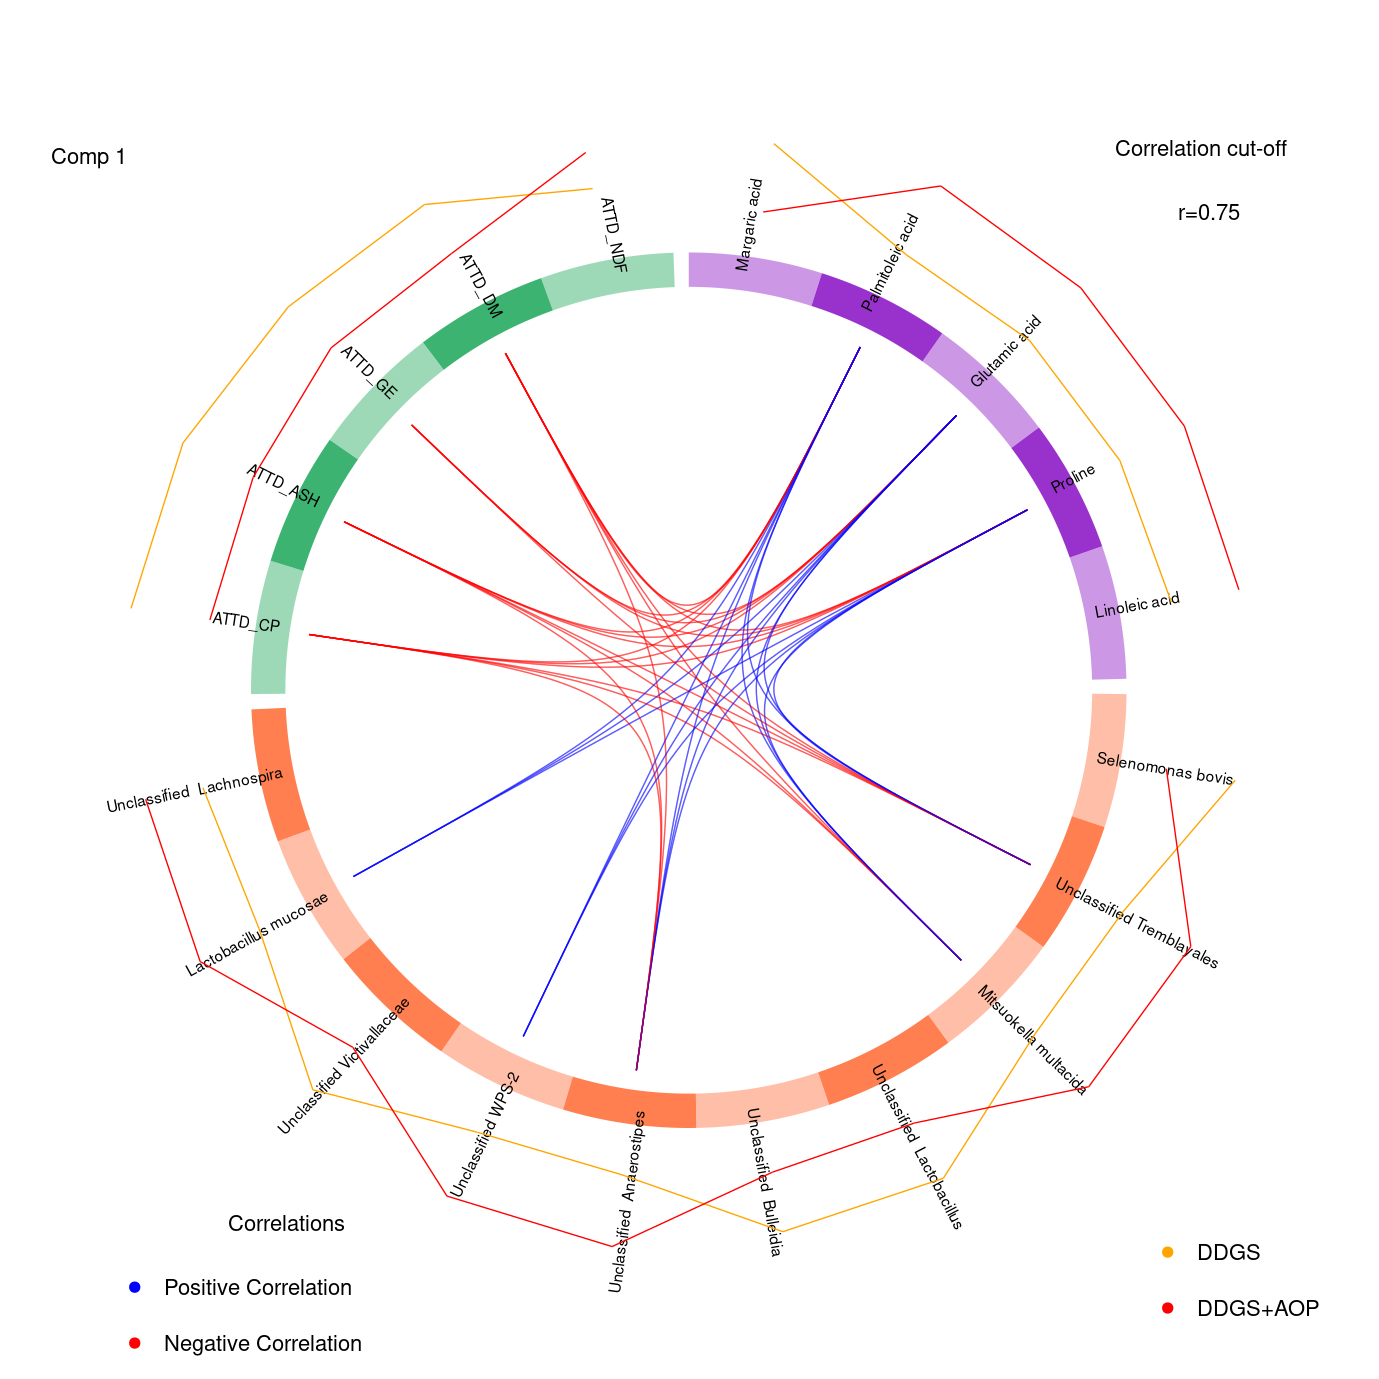 Comp 1
Correlation cut-off
r=0.75
ATTD_NDF
ATTD_DM
ATTD_GE
ATTD_ASH
ATTD_CP
Margaric acid
Palmitoleic acid
Glutamic acid
Proline
Linoleic acid
Selenomonas bovis
Unclassified Tremblayales
Mitsuokella multacida
Unclassified Lactobacillus
Unclassified Bulleidia
Unclassified Anaerostipes
Unclassified WPS-2
Unclassified Victivallaceae
Lactobacillus mucosae
Unclassified Lachnospira
Correlations
Positive Correlation
Negative Correlation
DDGS
DDGS+AOP